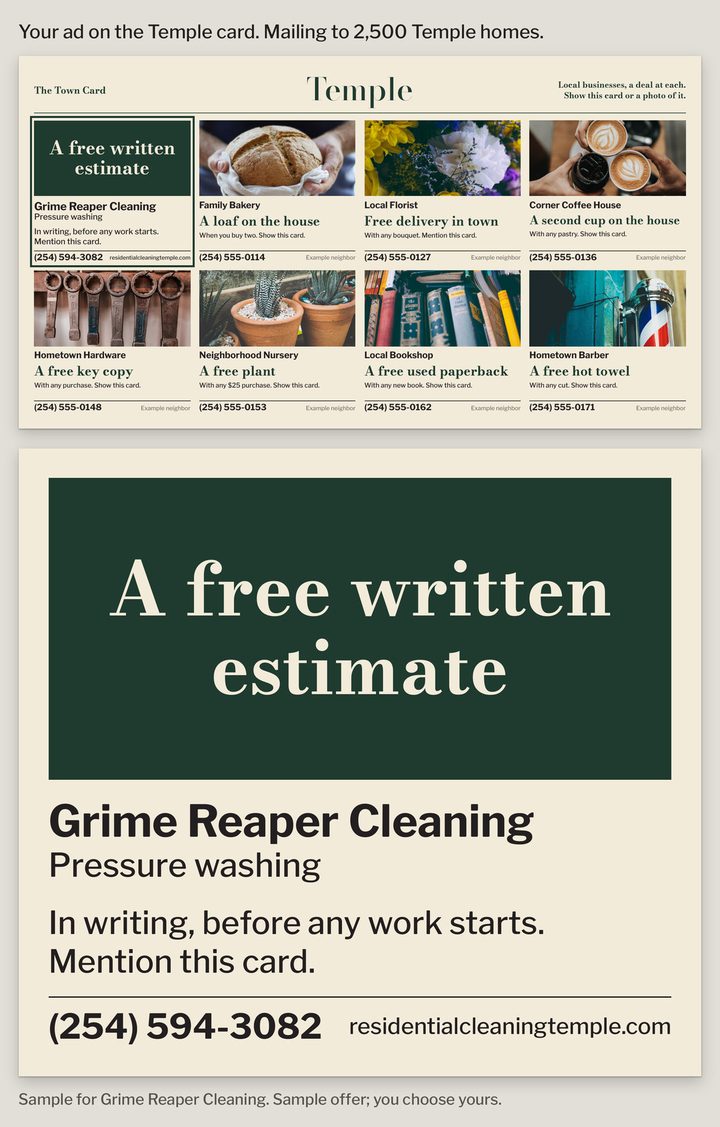 Your ad on the Temple card. Mailing to 2,500 Temple homes.
The Town Card
Temple
Local businesses, a deal at each.
Show this card or a photo of it.
A free written
estimate
Grime Reaper Cleaning
Pressure washing
In writing, before any work starts.
Mention this card.
(254) 594-3082 residentialcleaningtemple.com
Family Bakery
A loaf on the house
When you buy two. Show this card.
(254) 555-0114 Example neighbor
Local Florist
Free delivery in town
With any bouquet. Mention this card.
(254) 555-0127 Example neighbor
Corner Coffee House
A second cup on the house
With any pastry. Show this card.
(254) 555-0136 Example neighbor
Hometown Hardware
A free key copy
With any purchase. Show this card.
(254) 555-0148 Example neighbor
Neighborhood Nursery
A free plant
With any $25 purchase. Show this card.
(254) 555-0153 Example neighbor
Local Bookshop
A free used paperback
With any new book. Show this card.
(254) 555-0162 Example neighbor
Hometown Barber
A free hot towel
With any cut. Show this card.
(254) 555-0171 Example neighbor
A free written
estimate
Grime Reaper Cleaning
Pressure washing
In writing, before any work starts.
Mention this card.
(254) 594-3082 residentialcleaningtemple.com
Sample for Grime Reaper Cleaning. Sample offer; you choose yours.